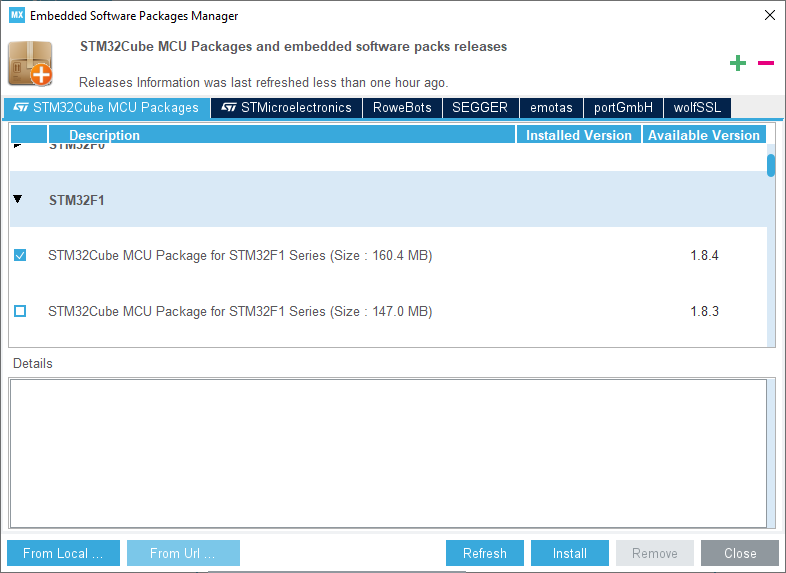 MX Embedded Software Packages Manager
STM32Cube MCU Packages and embedded software packs releases
Releases Information was last refreshed less than one hour ago.
STM32Cube MCU Packages STMicroelectronics RoweBots SEGGER emotas portGmbH wolfSSL
Description Installed Version Available Version
STM32F0
STM32F1
STM32Cube MCU Package for STM32F1 Series (Size : 160.4 MB) 1.8.4
STM32Cube MCU Package for STM32F1 Series (Size : 147.0 MB) 1.8.3
Details
From Local ... From Url ... Refresh Install Remove Close